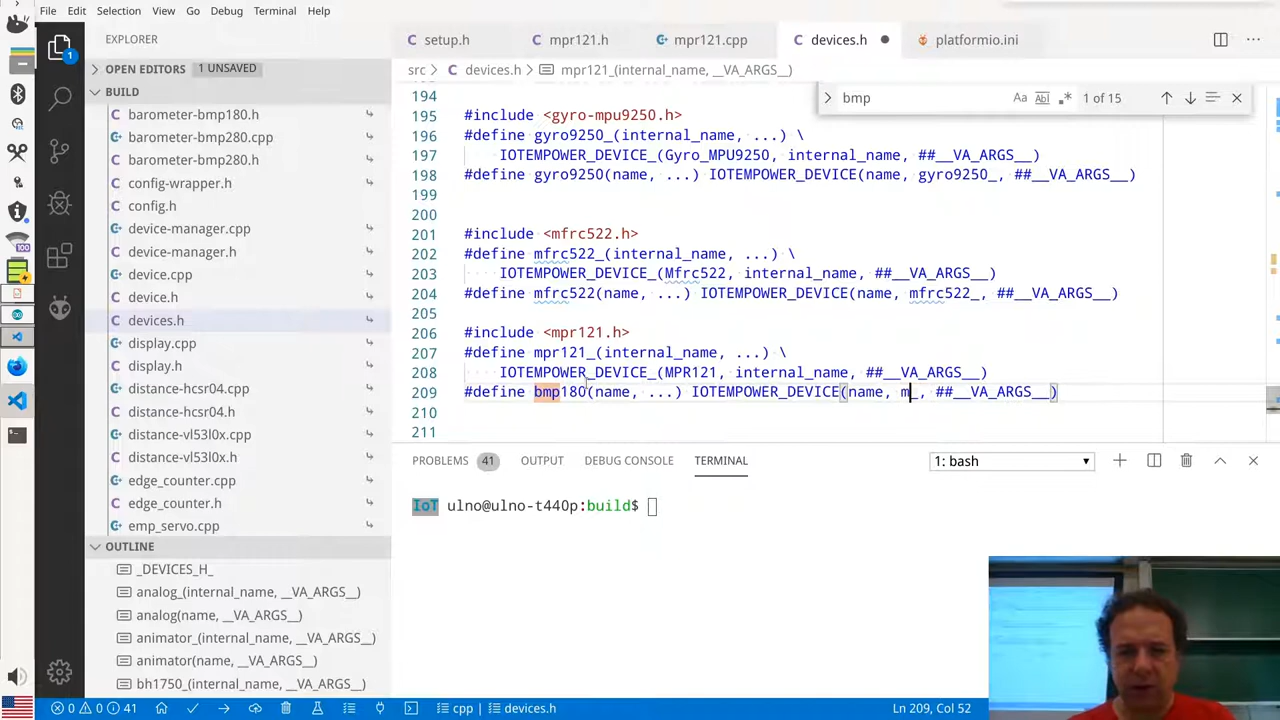 File Edit Selection View Go Debug Terminal Help
EXPLORER
OPEN EDITORS 1 UNSAVED
BUILD
barometer-bmp180.h
barometer-bmp280.cpp
barometer-bmp280.h
config-wrapper.h
config.h
device-manager.cpp
device-manager.h
device.cpp
device.h
devices.h
display.cpp
display.h
distance-hcsr04.cpp
distance-hcsr04.h
distance-vl53l0x.cpp
distance-vl53l0x.h
edge_counter.cpp
edge_counter.h
emp_servo.cpp
OUTLINE
_DEVICES_H_
analog_(internal_name, __VA_ARGS__)
analog(name, __VA_ARGS__)
animator_(internal_name, __VA_ARGS__)
animator(name, __VA_ARGS__)
bh1750_(internal_name, __VA_ARGS__)
setup.h mpr121.h mpr121.cpp devices.h platformio.ini
src > devices.h > mpr121_(internal_name, __VA_ARGS__)
bmp Aa Abl .* 1 of 15
194
195 #include <gyro-mpu9250.h>
196 #define gyro9250_(internal_name, ...) \
197 IOTEMPOWER_DEVICE_(Gyro_MPU9250, internal_name, ##__VA_ARGS__)
198 #define gyro9250(name, ...) IOTEMPOWER_DEVICE(name, gyro9250_, ##__VA_ARGS__)
199
200
201 #include <mfrc522.h>
202 #define mfrc522_(internal_name, ...) \
203 IOTEMPOWER_DEVICE_(Mfrc522, internal_name, ##__VA_ARGS__)
204 #define mfrc522(name, ...) IOTEMPOWER_DEVICE(name, mfrc522_, ##__VA_ARGS__)
205
206 #include <mpr121.h>
207 #define mpr121_(internal_name, ...) \
208 IOTEMPOWER_DEVICE_(MPR121, internal_name, ##__VA_ARGS__)
209 #define bmp180(name, ...) IOTEMPOWER_DEVICE(name, m_, ##__VA_ARGS__)
210
211
PROBLEMS 41 OUTPUT DEBUG CONSOLE TERMINAL 1: bash
IoT ulno@ulno-t440p:build$
0 0 41 cpp | devices.h Ln 209, Col 52